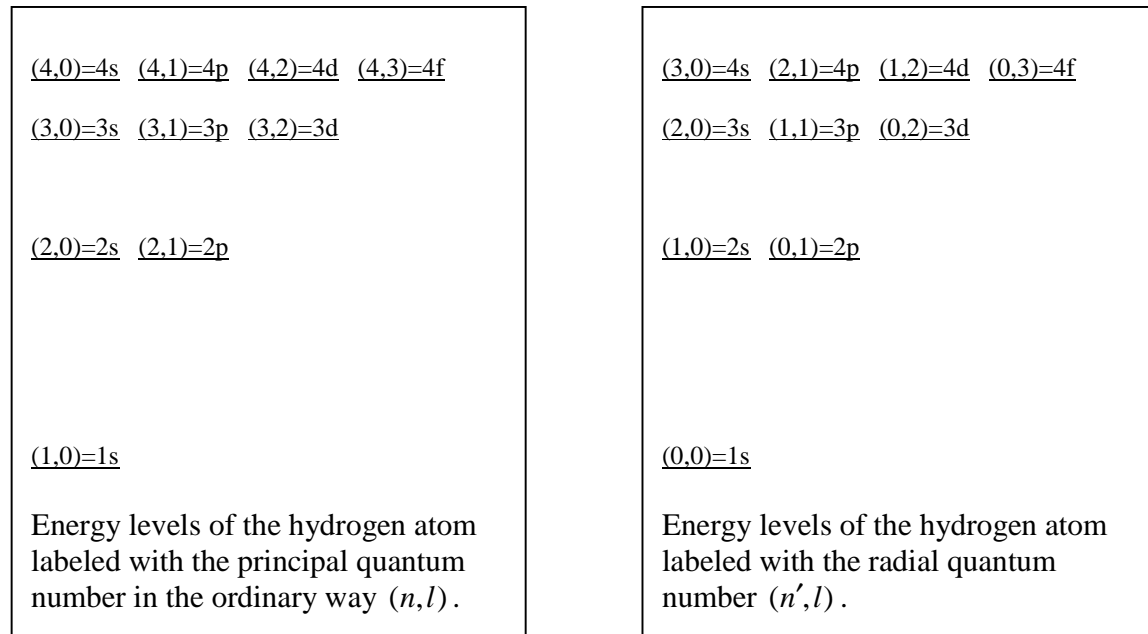 (4,0)=4s (4,1)=4p (4,2)=4d (4,3)=4f
(3,0)=3s (3,1)=3p (3,2)=3d
(2,0)=2s (2,1)=2p
(1,0)=1s
Energy levels of the hydrogen atom
labeled with the principal quantum
number in the ordinary way (n,l).
(3,0)=4s (2,1)=4p (1,2)=4d (0,3)=4f
(2,0)=3s (1,1)=3p (0,2)=3d
(1,0)=2s (0,1)=2p
(0,0)=1s
Energy levels of the hydrogen atom
labeled with the radial quantum
number (n′,l).